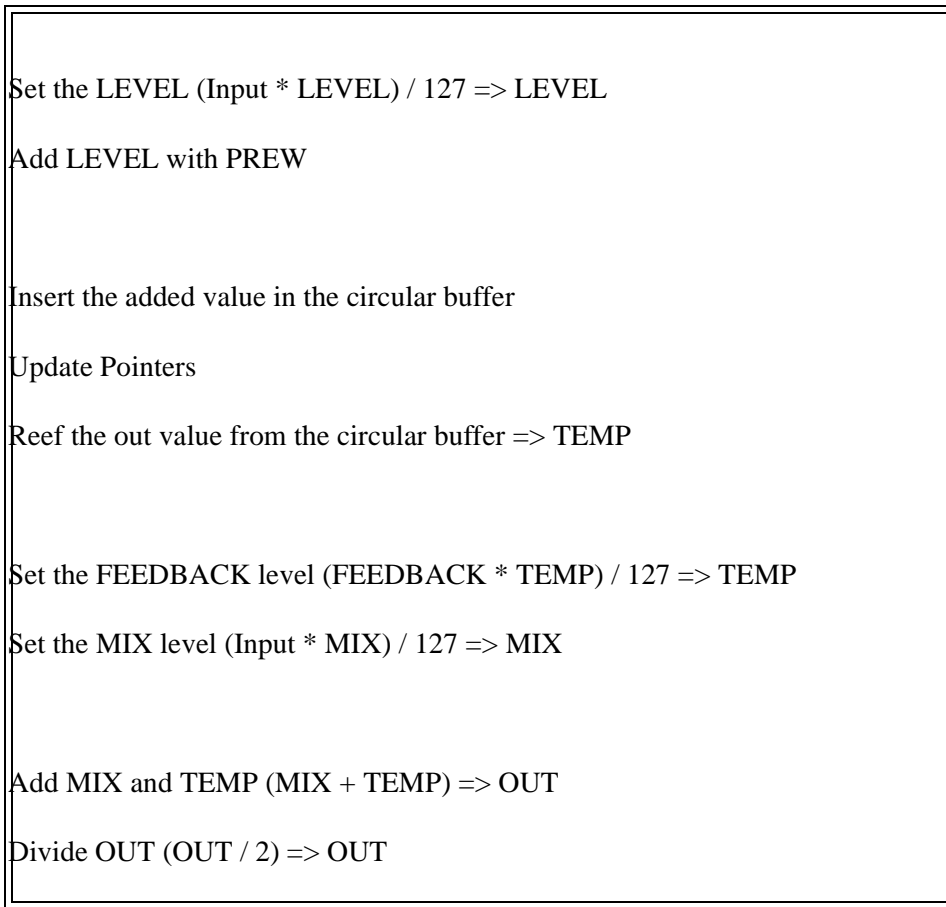 Set the LEVEL (Input * LEVEL) / 127 => LEVEL
Add LEVEL with PREW
Insert the added value in the circular buffer
Update Pointers
Reef the out value from the circular buffer => TEMP
Set the FEEDBACK level (FEEDBACK * TEMP) / 127 => TEMP
Set the MIX level (Input * MIX) / 127 => MIX
Add MIX and TEMP (MIX + TEMP) => OUT
Divide OUT (OUT / 2) => OUT